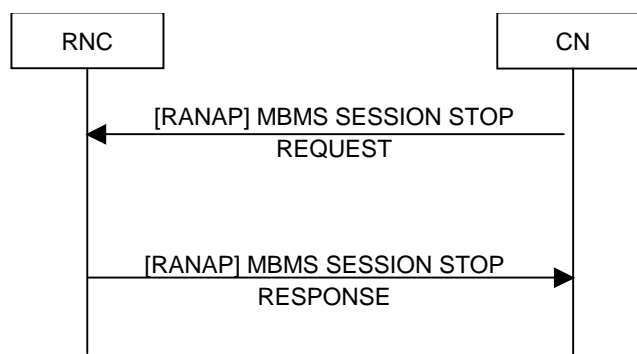 RNC
CN
[RANAP] MBMS SESSION STOP
REQUEST
[RANAP] MBMS SESSION STOP
RESPONSE